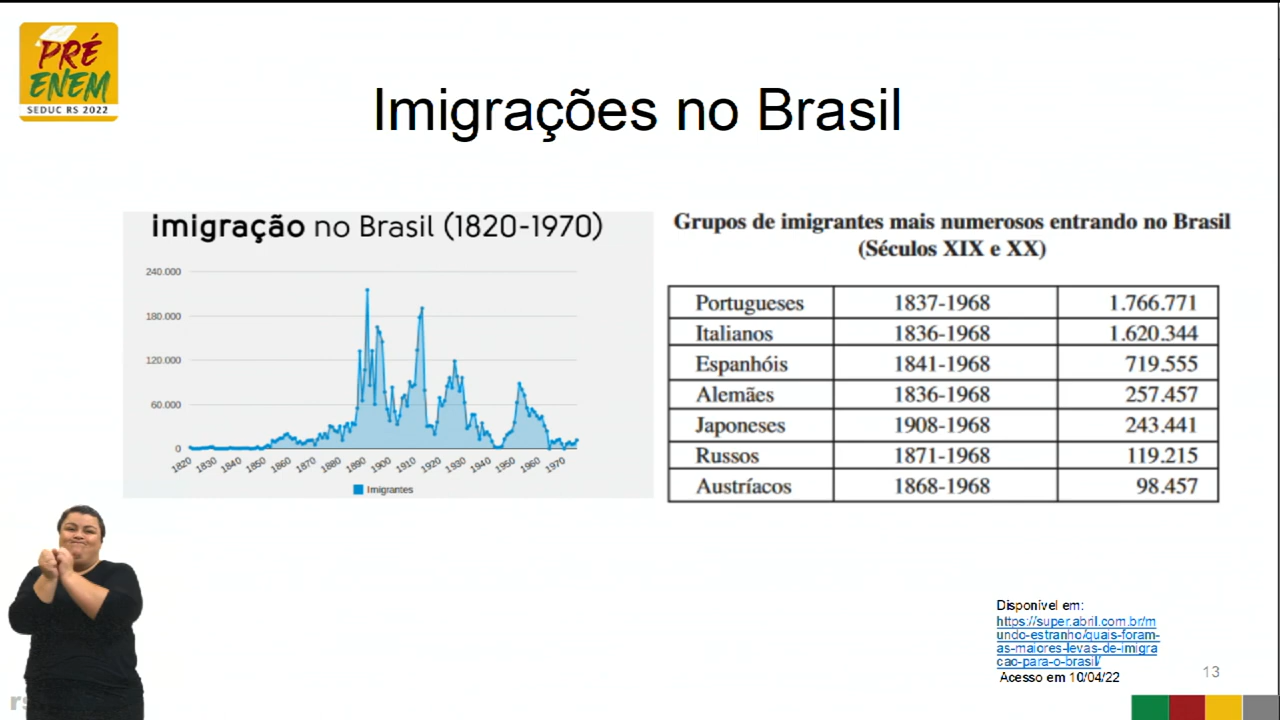 PRÉ
ENEM
SEDUC RS 2022
Imigrações no Brasil
imigração no Brasil (1820-1970)
240.000
180.000
120.000
60.000
0
1820 1830 1840 1850 1860 1870 1880 1890 1900 1910 1920 1930 1940 1950 1960 1970
Imigrantes
Grupos de imigrantes mais numerosos entrando no Brasil
(Séculos XIX e XX)
Portugueses 1837-1968 1.766.771
Italianos 1836-1968 1.620.344
Espanhóis 1841-1968 719.555
Alemães 1836-1968 257.457
Japoneses 1908-1968 243.441
Russos 1871-1968 119.215
Austríacos 1868-1968 98.457
Disponível em:
https://super.abril.com.br/m
undo-estranho/quais-foram-
as-maiores-levas-de-imigra
cao-para-o-brasil/
Acesso em 10/04/22
13